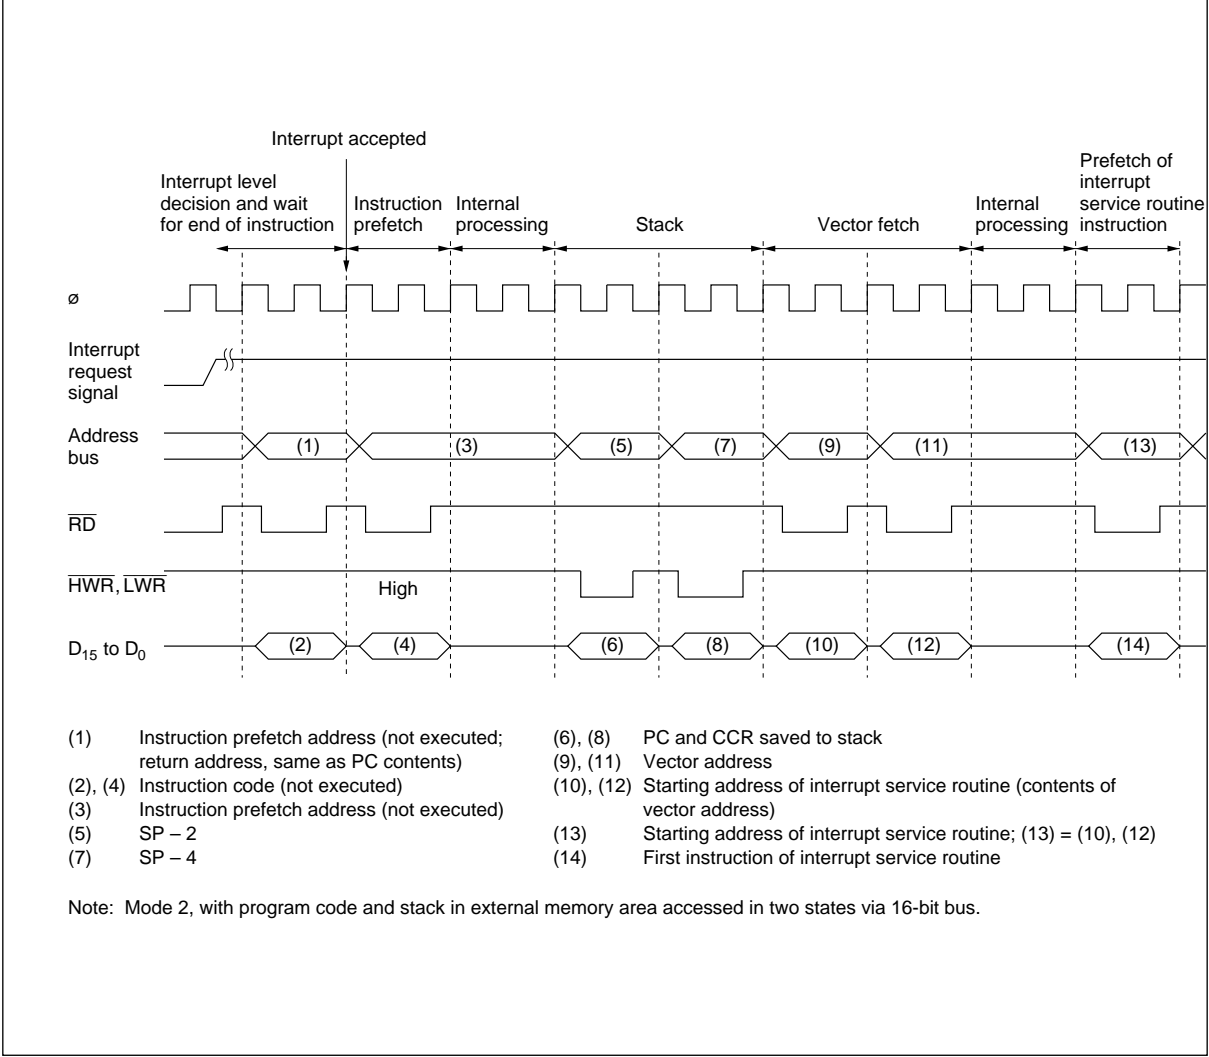 Interrupt accepted
Interrupt level
decision and wait
for end of instruction
Instruction
prefetch
Internal
processing
Stack
Vector fetch
Internal
processing
Prefetch of
interrupt
service routine
instruction
ø
Interrupt
request
signal
Address
bus
(1) (3) (5) (7) (9) (11) (13)
RD
HWR, LWR
High
D15 to D0
(2) (4) (6) (8) (10) (12) (14)
(1) Instruction prefetch address (not executed;
return address, same as PC contents)
(2), (4) Instruction code (not executed)
(3) Instruction prefetch address (not executed)
(5) SP – 2
(7) SP – 4
(6), (8) PC and CCR saved to stack
(9), (11) Vector address
(10), (12) Starting address of interrupt service routine (contents of
vector address)
(13) Starting address of interrupt service routine; (13) = (10), (12)
(14) First instruction of interrupt service routine
Note: Mode 2, with program code and stack in external memory area accessed in two states via 16-bit bus.